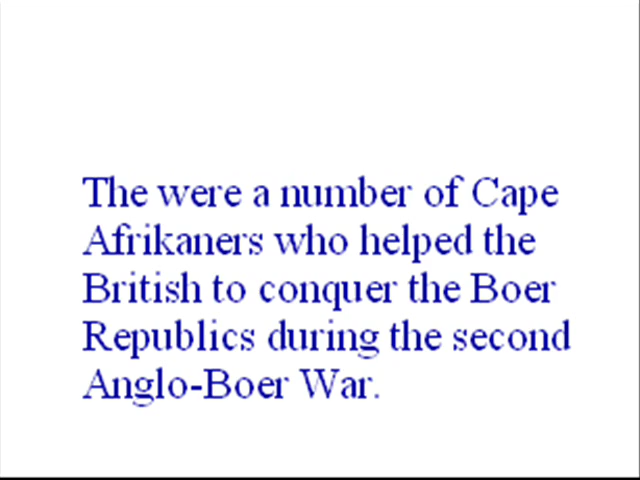 The were a number of Cape
Afrikaners who helped the
British to conquer the Boer
Republics during the second
Anglo-Boer War.